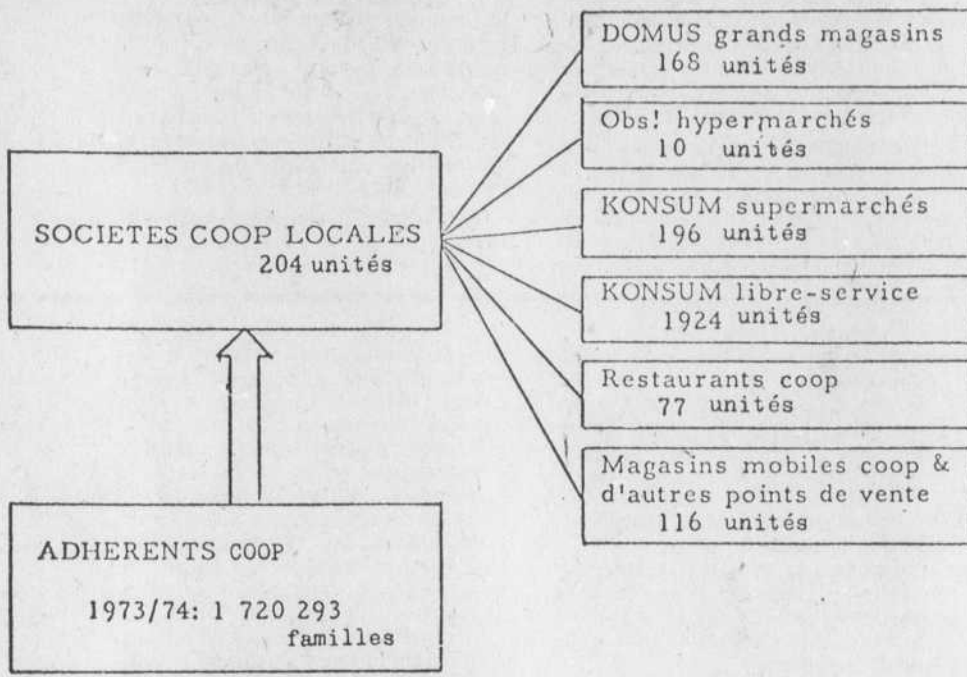 DOMUS grands magasins
168 unités
Obs! hypermarchés
10 unités
KONSUM supermarchés
196 unités
KONSUM libre-service
1924 unités
Restaurants coop
77 unités
Magasins mobiles coop &
d'autres points de vente
116 unités
SOCIETES COOP LOCALES
204 unités
ADHERENTS COOP
1973/74: 1 720 293
familles